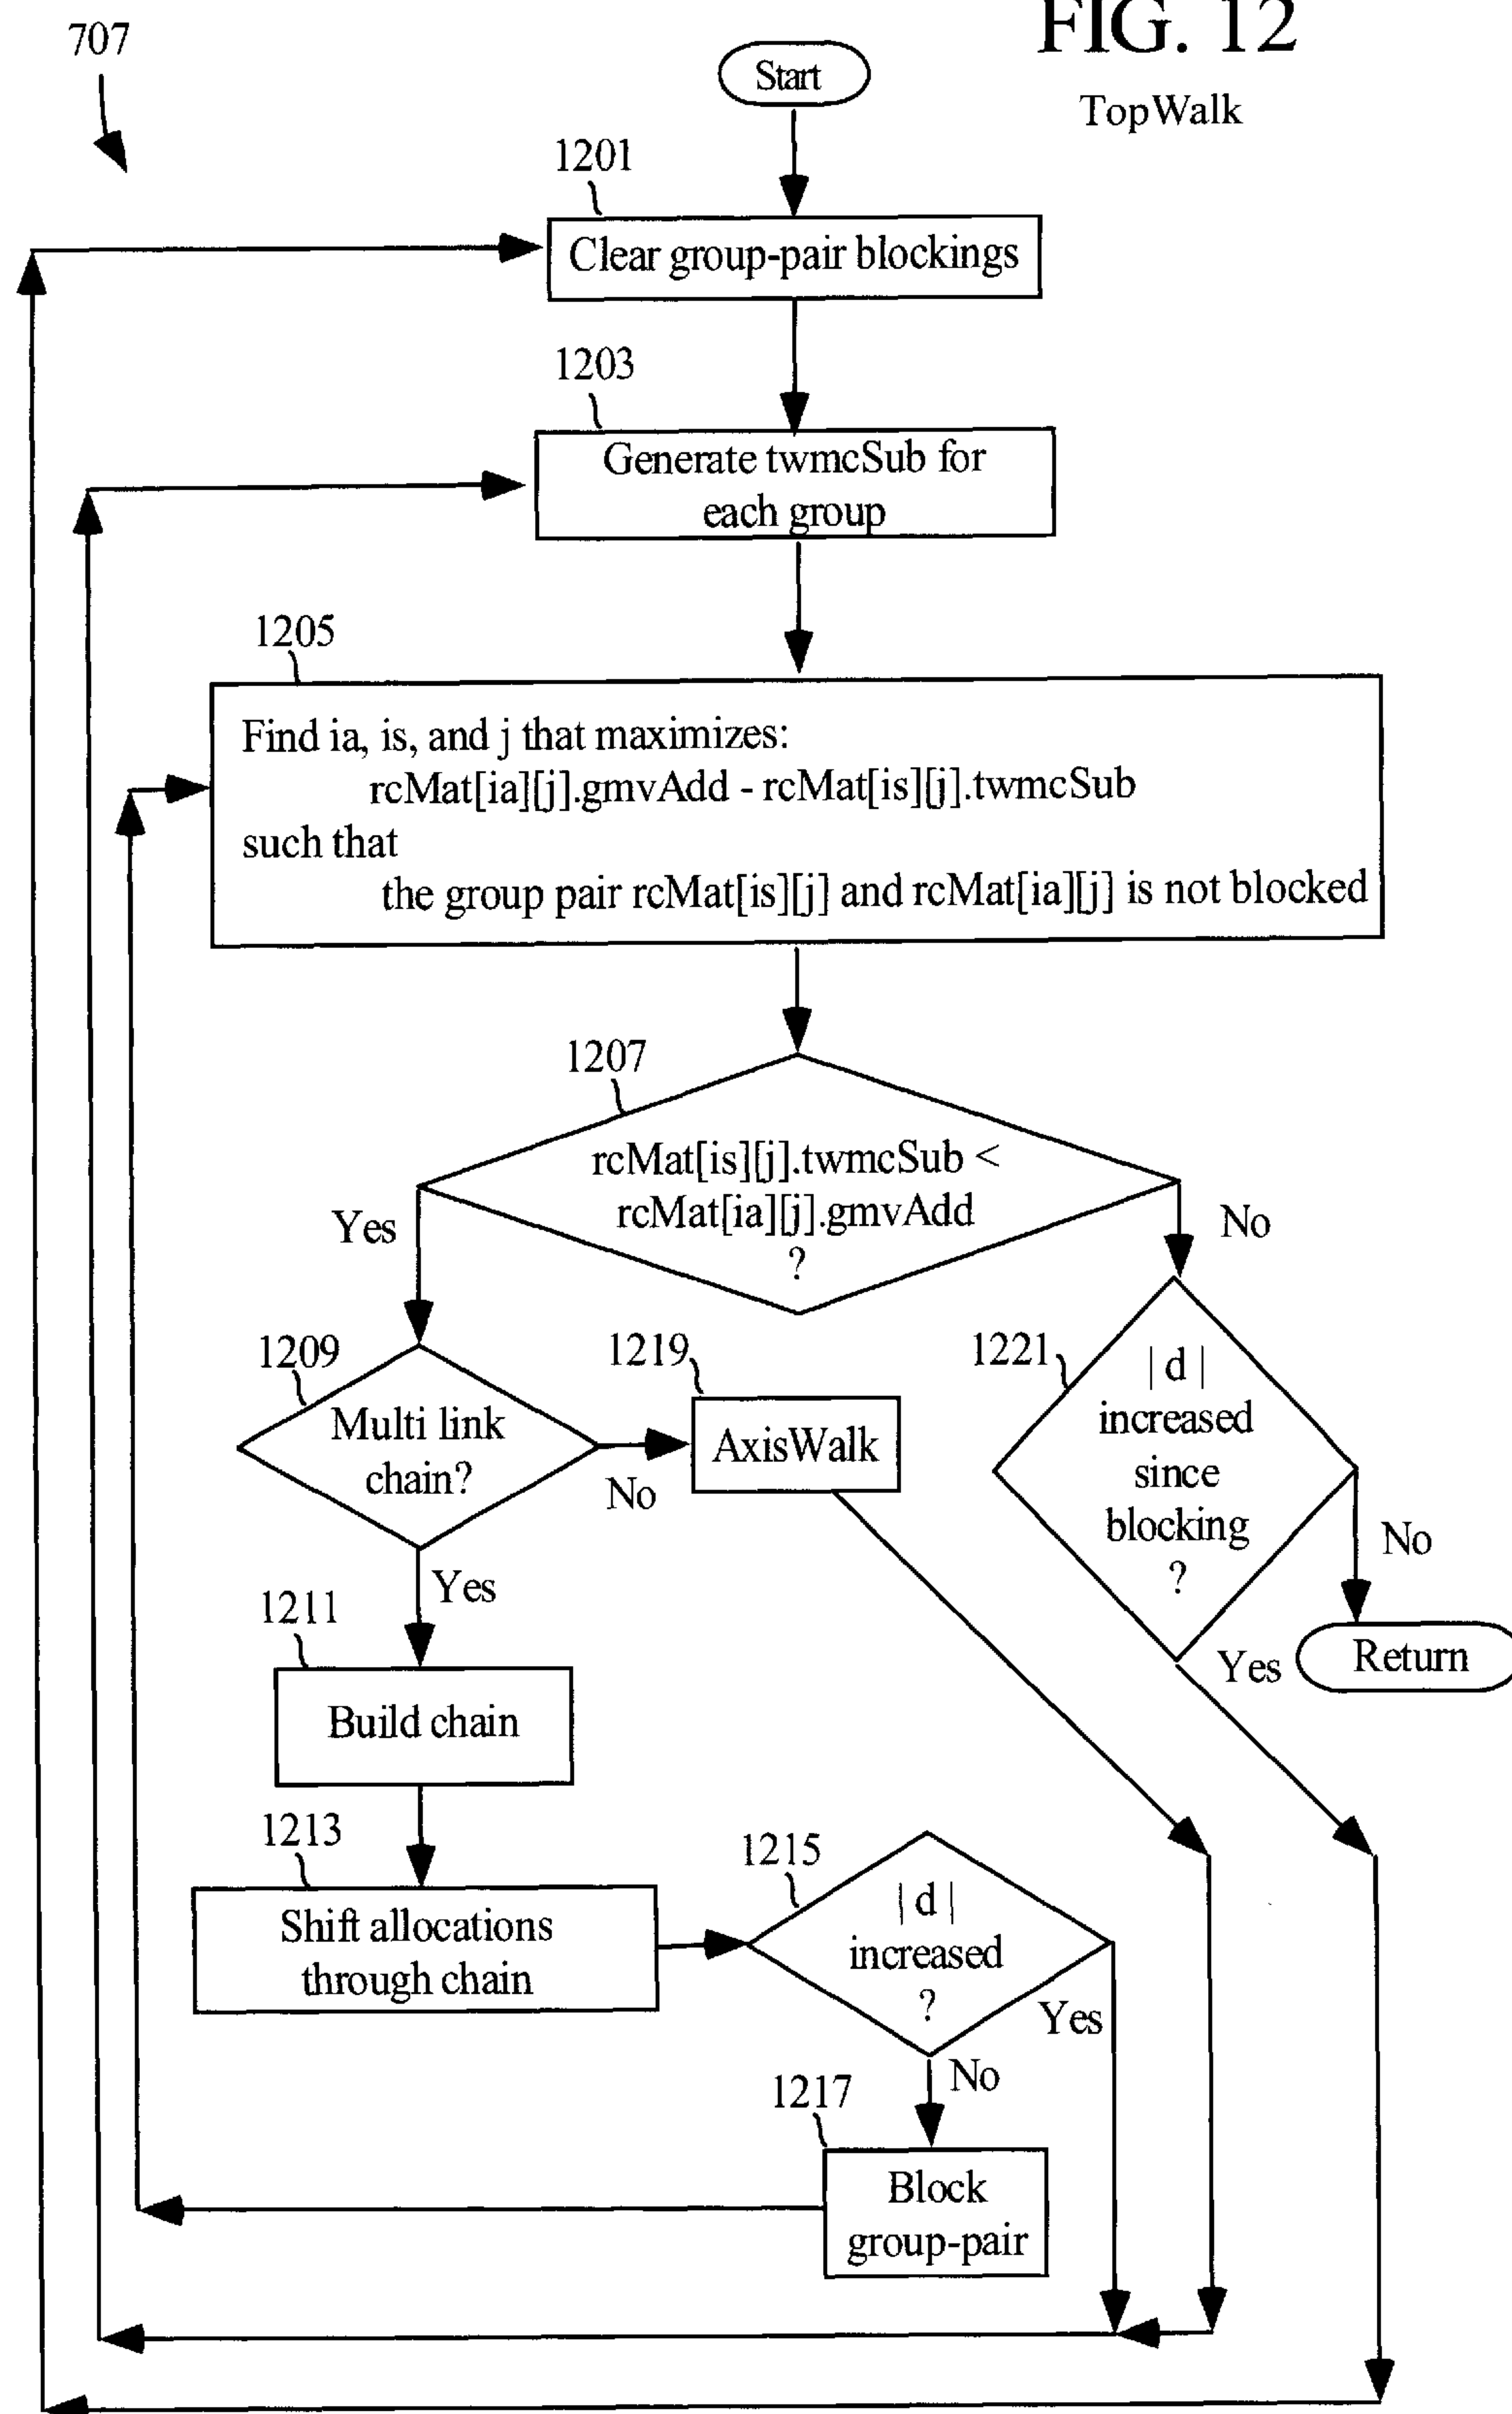 FIG. 12
TopWalk
707
Start
1201
Clear group-pair blockings
1203
Generate twmcSub for
each group
1205
Find ia, is, and j that maximizes:
rcMat[ia][j].gmvAdd - rcMat[is][j].twmcSub
such that
the group pair rcMat[is][j] and rcMat[ia][j] is not blocked
1207
rcMat[is][j].twmcSub <
rcMat[ia][j].gmvAdd
?
Yes
No
1209
Multi link
chain?
No
Yes
1219
AxisWalk
1221
| d |
increased
since
blocking
?
No
Yes
Return
1211
Build chain
1213
Shift allocations
through chain
1215
| d |
increased
?
Yes
No
1217
Block
group-pair